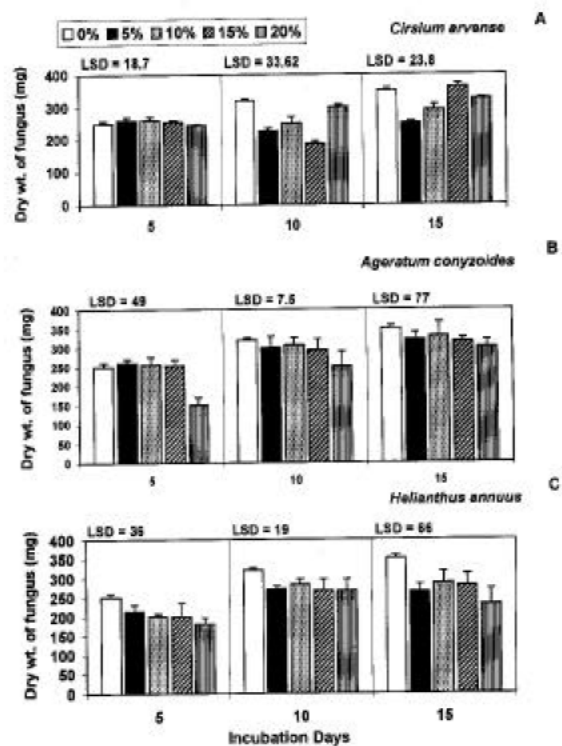 A
0% 5% 10% 15% 20%
Cirsium arvense
LSD = 18.7 LSD = 33.62 LSD = 23.8
Dry wt. of fungus (mg)
400
300
200
100
0
5 10 15
B
Ageratum conyzoides
LSD = 49 LSD = 7.5 LSD = 77
Dry wt. of fungus (mg)
400
350
300
250
200
150
100
50
0
5 10 15
C
Helianthus annuus
LSD = 36 LSD = 19 LSD = 66
Dry wt. of fungus (mg)
400
350
300
250
200
150
100
50
0
5 10 15
Incubation Days